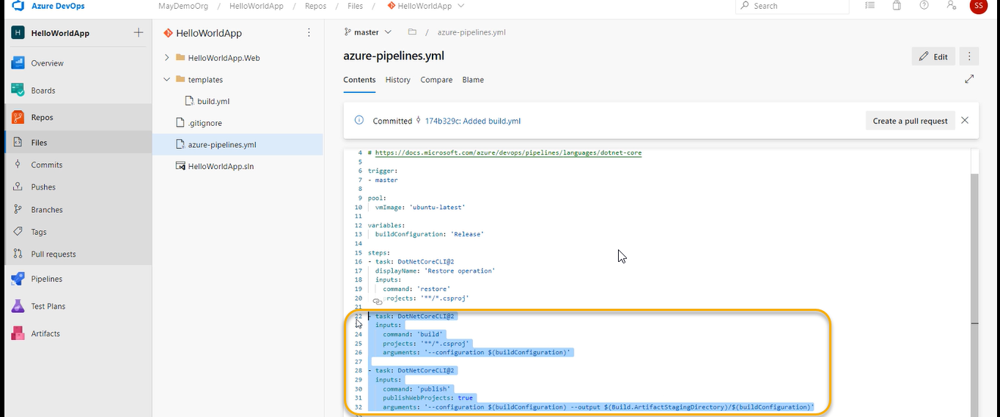 Azure DevOps
MayDemoOrg / HelloWorldApp / Repos / Files / HelloWorldApp
Search
SS
H HelloWorldApp
Overview
Boards
Repos
Files
Commits
Pushes
Branches
Tags
Pull requests
Pipelines
Test Plans
Artifacts
HelloWorldApp
HelloWorldApp.Web
templates
build.yml
.gitignore
azure-pipelines.yml
HelloWorldApp.sln
master / azure-pipelines.yml
azure-pipelines.yml
Edit
Contents History Compare Blame
Committed 174b329c: Added build.yml
Create a pull request
4 # https://docs.microsoft.com/azure/devops/pipelines/languages/dotnet-core
5
6 trigger:
7 - master
8
9 pool:
10 vmImage: 'ubuntu-latest'
11
12 variables:
13 buildConfiguration: 'Release'
14
15 steps:
16 - task: DotNetCoreCLI@2
17 displayName: 'Restore operation'
18 inputs:
19 command: 'restore'
20 rojects: '**/*.csproj'
21
22 - task: DotNetCoreCLI@2
inputs:
24 command: 'build'
25 projects: '**/*.csproj'
26 arguments: '--configuration $(buildConfiguration)'
27
28 - task: DotNetCoreCLI@2
29 inputs:
30 command: 'publish'
31 publishWebProjects: true
32 arguments: '--configuration $(buildConfiguration) --output $(Build.ArtifactStagingDirectory)/$(buildConfiguration)'